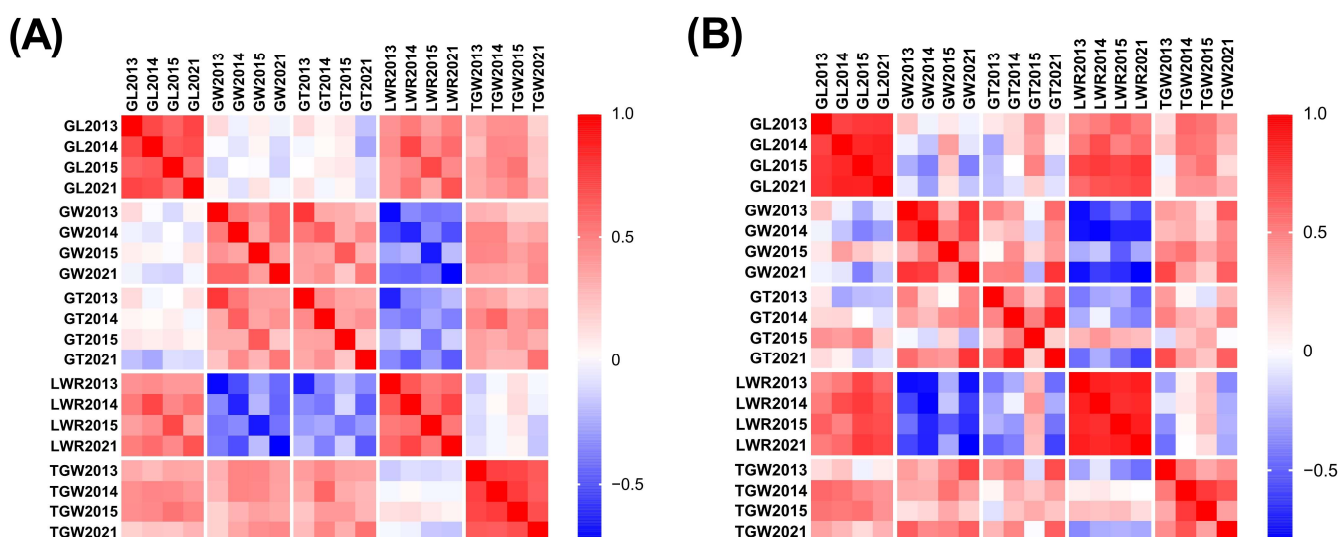 (A)
GL2013 GL2014 GL2015 GL2021 GW2013 GW2014 GW2015 GW2021 GT2013 GT2014 GT2015 GT2021 LWR2013 LWR2014 LWR2015 LWR2021 TGW2013 TGW2014 TGW2015 TGW2021
GL2013
GL2014
GL2015
GL2021
GW2013
GW2014
GW2015
GW2021
GT2013
GT2014
GT2015
GT2021
LWR2013
LWR2014
LWR2015
LWR2021
TGW2013
TGW2014
TGW2015
TGW2021
1.0
0.5
0
−0.5
(B)
GL2013 GL2014 GL2015 GL2021 GW2013 GW2014 GW2015 GW2021 GT2013 GT2014 GT2015 GT2021 LWR2013 LWR2014 LWR2015 LWR2021 TGW2013 TGW2014 TGW2015 TGW2021
GL2013
GL2014
GL2015
GL2021
GW2013
GW2014
GW2015
GW2021
GT2013
GT2014
GT2015
GT2021
LWR2013
LWR2014
LWR2015
LWR2021
TGW2013
TGW2014
TGW2015
TGW2021
1.0
0.5
0
−0.5